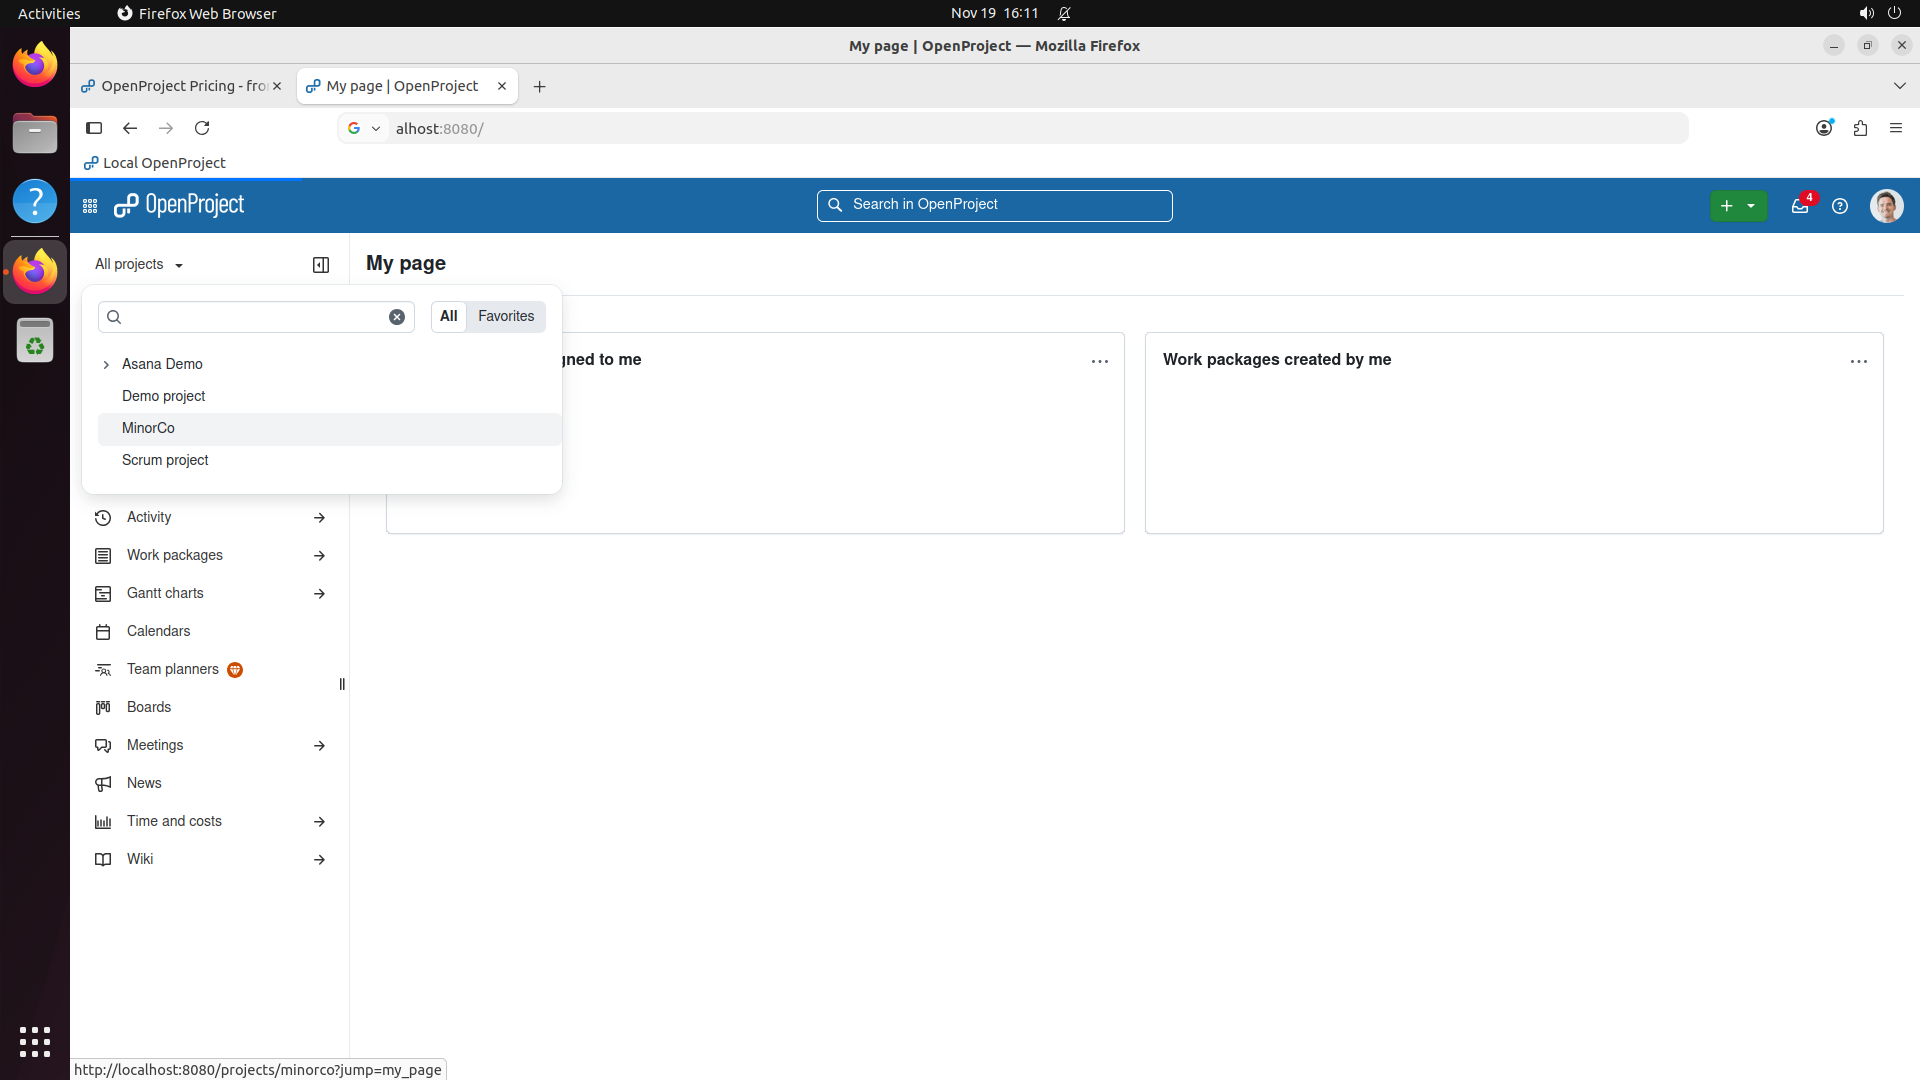 Activities
Firefox Web Browser
Nov 19 16:11
My page | OpenProject — Mozilla Firefox
OpenProject Pricing - fro
My page | OpenProject
alhost:8080/
Local OpenProject
OpenProject
Search in OpenProject
4
All projects
My page
All
Favorites
Asana Demo
Demo project
MinorCo
Scrum project
gned to me
Work packages created by me
Activity
Work packages
Gantt charts
Calendars
Team planners
Boards
Meetings
News
Time and costs
Wiki
http://localhost:8080/projects/minorco?jump=my_page